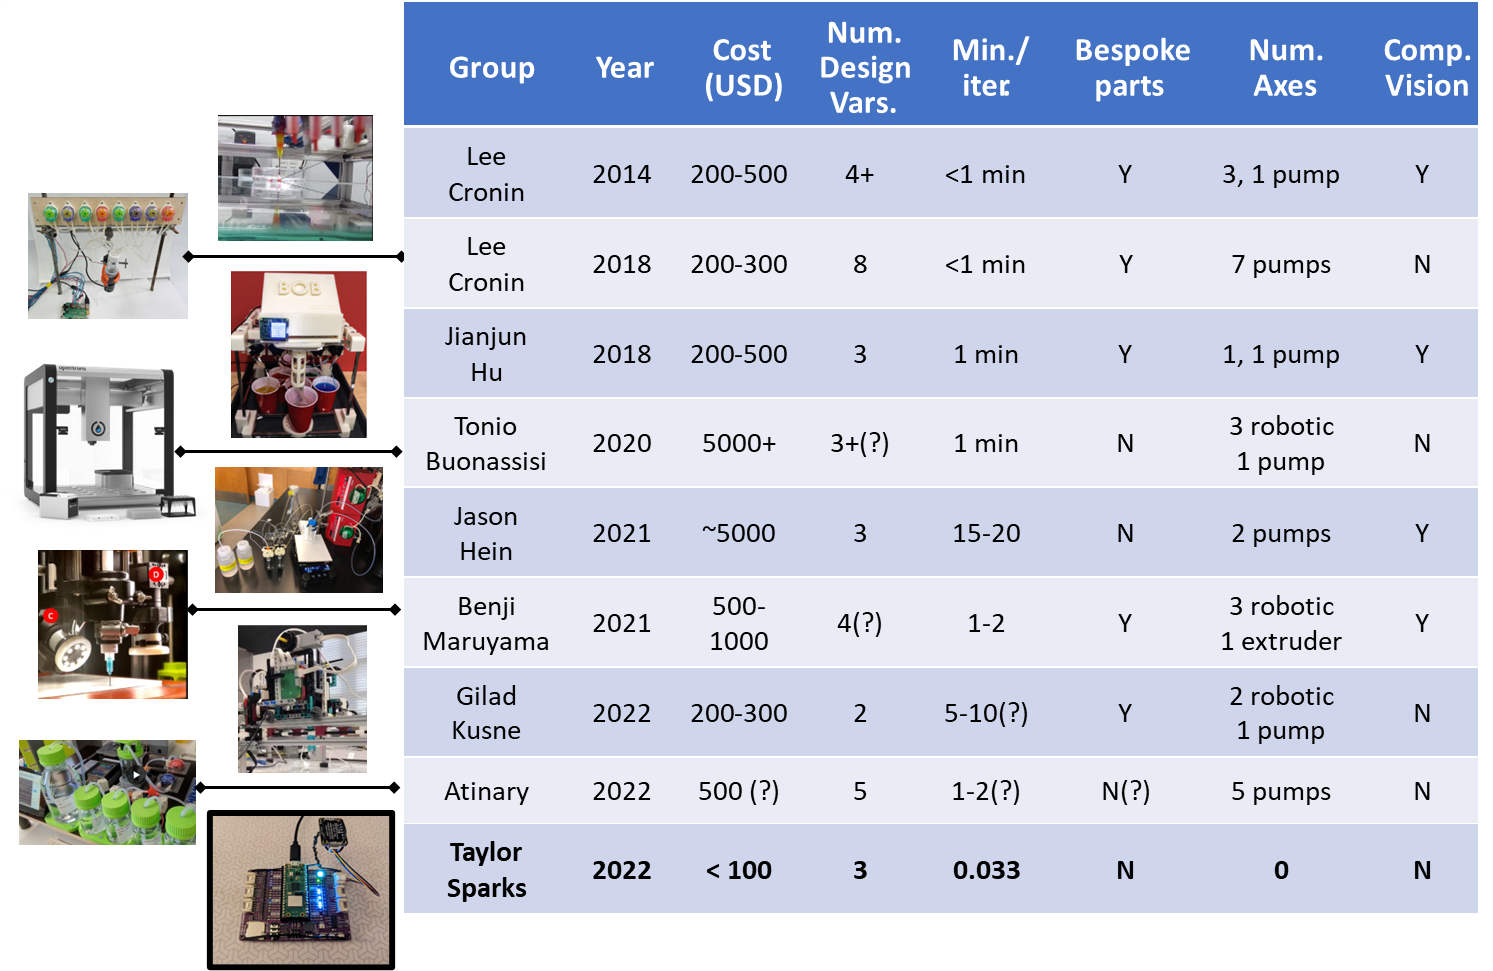 Group Year Cost (USD) Num. Design Vars. Min./ iter. Bespoke parts Num. Axes Comp. Vision
Lee Cronin 2014 200-500 4+ <1 min Y 3, 1 pump Y
Lee Cronin 2018 200-300 8 <1 min Y 7 pumps N
Jianjun Hu 2018 200-500 3 1 min Y 1, 1 pump Y
Tonio Buonassisi 2020 5000+ 3+(?) 1 min N 3 robotic 1 pump N
Jason Hein 2021 ~5000 3 15-20 N 2 pumps Y
Benji Maruyama 2021 500-1000 4(?) 1-2 Y 3 robotic 1 extruder Y
Gilad Kusne 2022 200-300 2 5-10(?) Y 2 robotic 1 pump N
Atinary 2022 500 (?) 5 1-2(?) N(?) 5 pumps N
Taylor Sparks 2022 < 100 3 0.033 N 0 N
BOB
opentrons
D
C